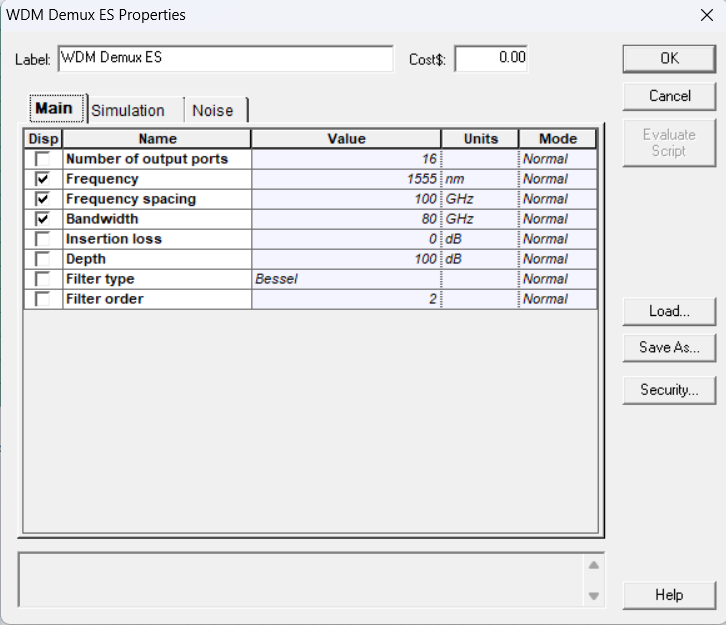 WDM Demux ES Properties
Label: WDM Demux ES Cost$: 0.00 OK
Cancel
Main Simulation Noise
Evaluate Script
Disp Name Value Units Mode
Number of output ports 16 Normal
Frequency 1555 nm Normal
Frequency spacing 100 GHz Normal
Bandwidth 80 GHz Normal
Insertion loss 0 dB Normal
Depth 100 dB Normal
Filter type Bessel Normal
Filter order 2 Normal
Load...
Save As...
Security...
Help